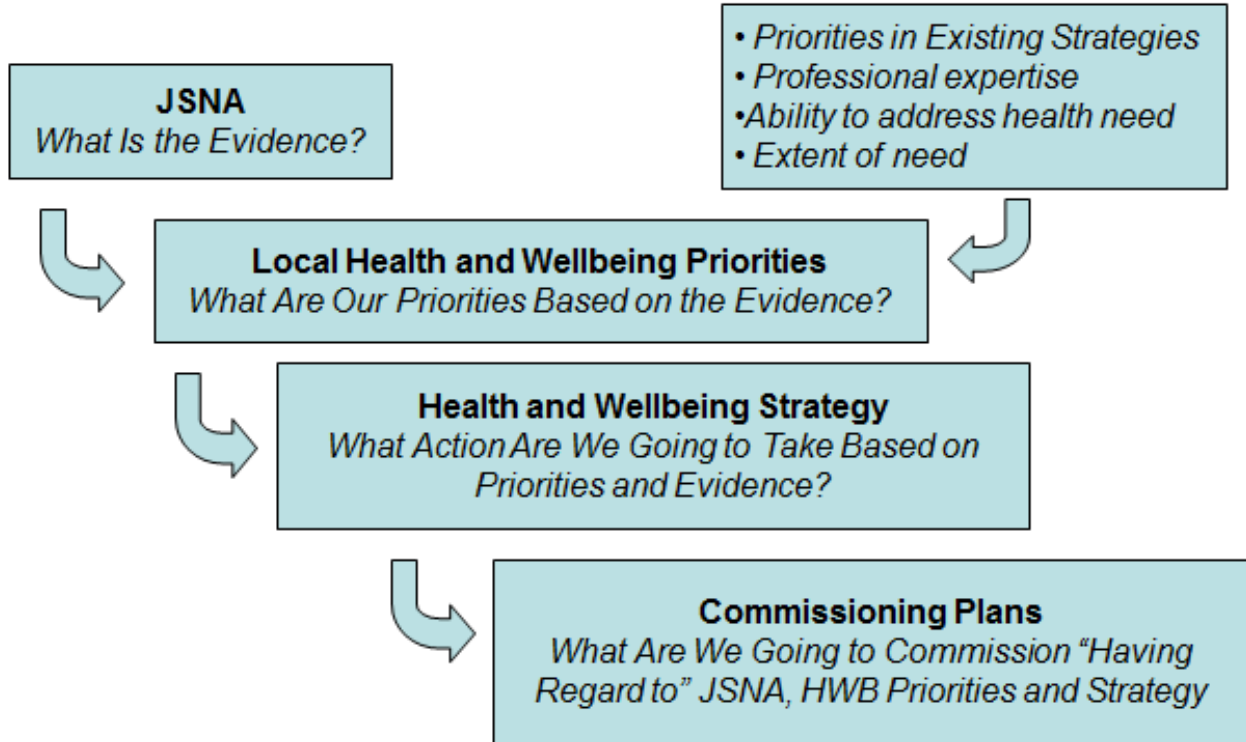 JSNA
What Is the Evidence?
• Priorities in Existing Strategies
• Professional expertise
•Ability to address health need
• Extent of need
Local Health and Wellbeing Priorities
What Are Our Priorities Based on the Evidence?
Health and Wellbeing Strategy
What Action Are We Going to Take Based on
Priorities and Evidence?
Commissioning Plans
What Are We Going to Commission “Having
Regard to” JSNA, HWB Priorities and Strategy